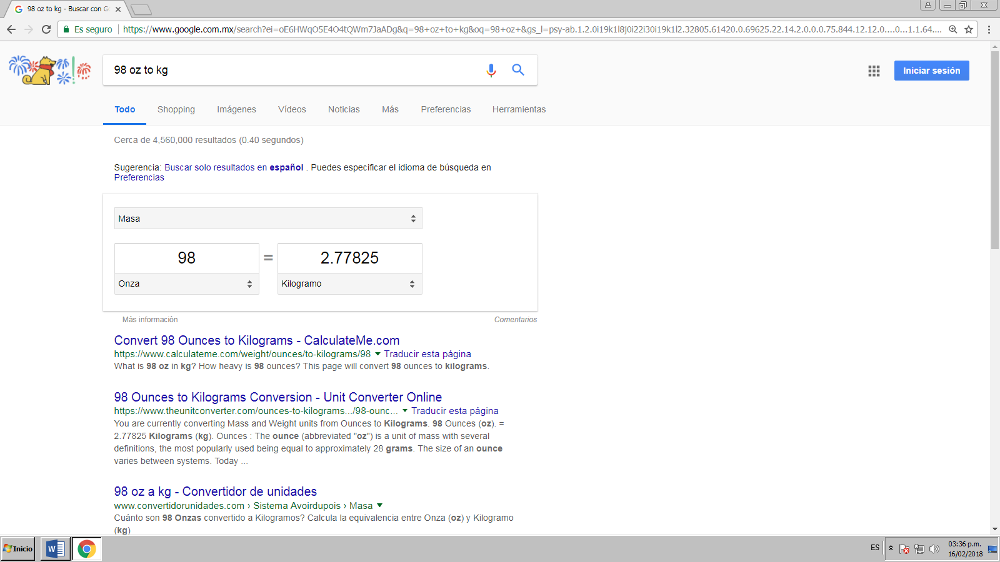 98 oz to kg - Buscar con Go
Es seguro | https://www.google.com.mx/search?ei=oE6HWqO5E4O4tQWm7JaADg&q=98+oz+to+kg&oq=98+oz+&gs_l=psy-ab.1.2.0i19k1l8j0i22i30i19k1l2.32805.61420.0.69625.22.14.2.0.0.0.75.844.12.12.0....0...1.1.64....
98 oz to kg
Iniciar sesión
Todo Shopping Imágenes Vídeos Noticias Más Preferencias Herramientas
Cerca de 4,560,000 resultados (0.40 segundos)
Sugerencia: Buscar solo resultados en español . Puedes especificar el idioma de búsqueda en
Preferencias
Masa
98 = 2.77825
Onza Kilogramo
Más información Comentarios
Convert 98 Ounces to Kilograms - CalculateMe.com
https://www.calculateme.com/weight/ounces/to-kilograms/98 Traducir esta página
What is 98 oz in kg? How heavy is 98 ounces? This page will convert 98 ounces to kilograms.
98 Ounces to Kilograms Conversion - Unit Converter Online
https://www.theunitconverter.com/ounces-to-kilograms.../98-ounc... Traducir esta página
You are currently converting Mass and Weight units from Ounces to Kilograms. 98 Ounces (oz). =
2.77825 Kilograms (kg). Ounces : The ounce (abbreviated "oz") is a unit of mass with several
definitions, the most popularly used being equal to approximately 28 grams. The size of an ounce
varies between systems. Today ...
98 oz a kg - Convertidor de unidades
www.convertidorunidades.com › Sistema Avoirdupois › Masa
Cuánto son 98 Onzas convertido a Kilogramos? Calcula la equivalencia entre Onza (oz) y Kilogramo
(kg)
Inicio
ES
03:36 p.m.
16/02/2018